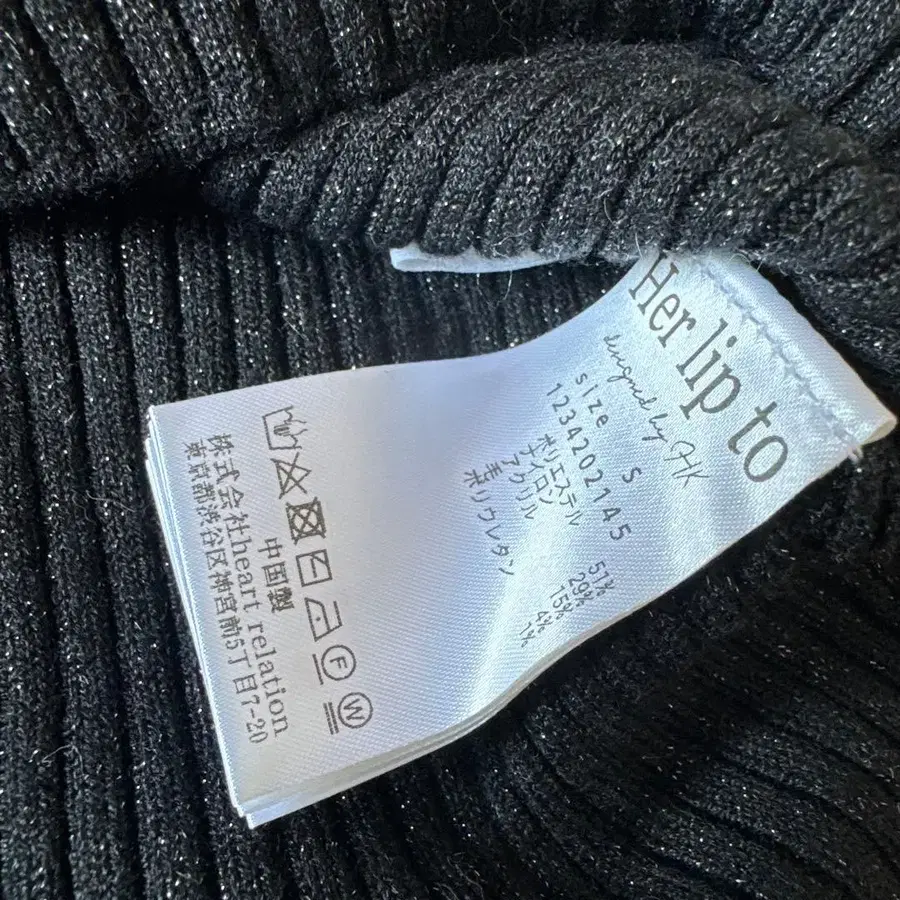 Her lip to
designed by HK
size S
1234202145
ポリエステル 51%
ナイロン 29%
アクリル 15%
毛 4%
ポリウレタン 1%
F
W
中国製
株式会社heart relation
東京都渋谷区神宮前5丁目7-20